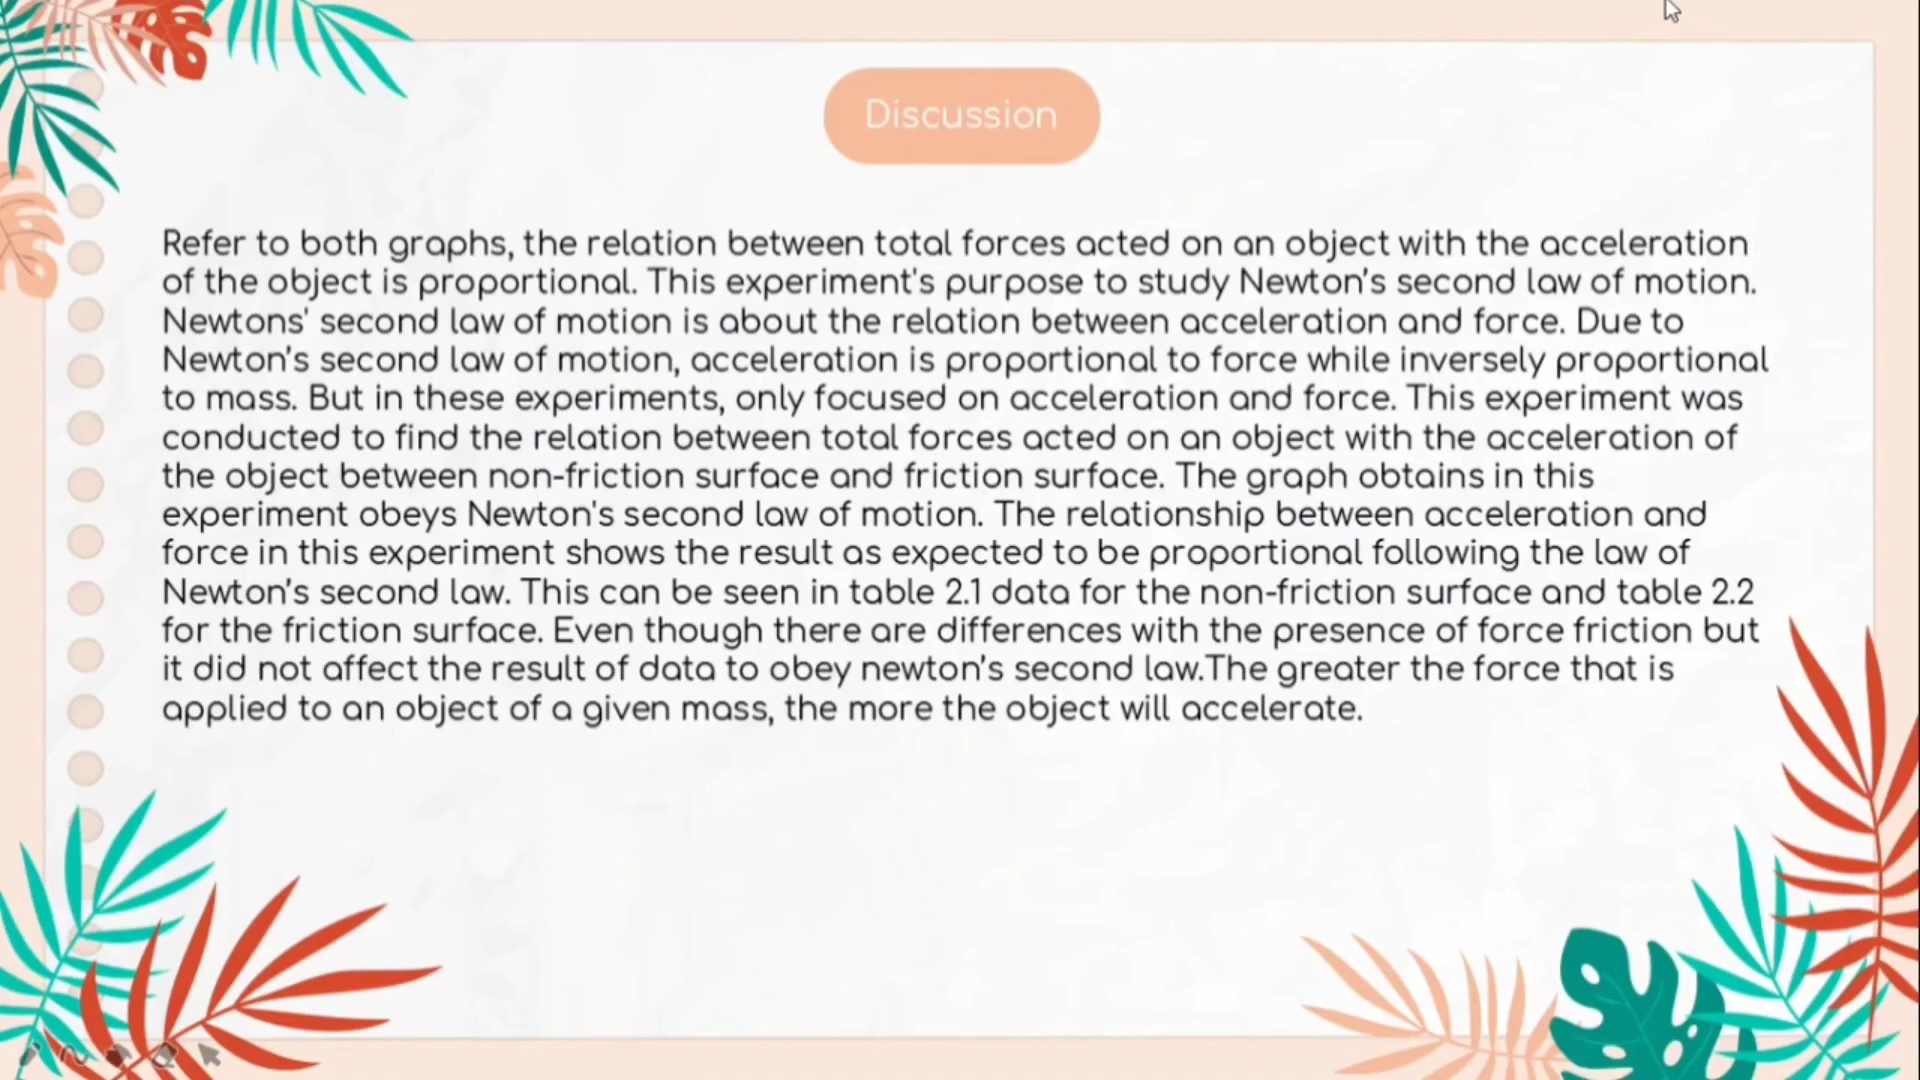 Discussion
Refer to both graphs, the relation between total forces acted on an object with the acceleration
of the object is proportional. This experiment's purpose to study Newton's second law of motion.
Newtons' second law of motion is about the relation between acceleration and force. Due to
Newton's second law of motion, acceleration is proportional to force while inversely proportional
to mass. But in these experiments, only focused on acceleration and force. This experiment was
conducted to find the relation between total forces acted on an object with the acceleration of
the object between non-friction surface and friction surface. The graph obtains in this
experiment obeys Newton's second law of motion. The relationship between acceleration and
force in this experiment shows the result as expected to be proportional following the law of
Newton's second law. This can be seen in table 2.1 data for the non-friction surface and table 2.2
for the friction surface. Even though there are differences with the presence of force friction but
it did not affect the result of data to obey newton's second law.The greater the force that is
applied to an object of a given mass, the more the object will accelerate.